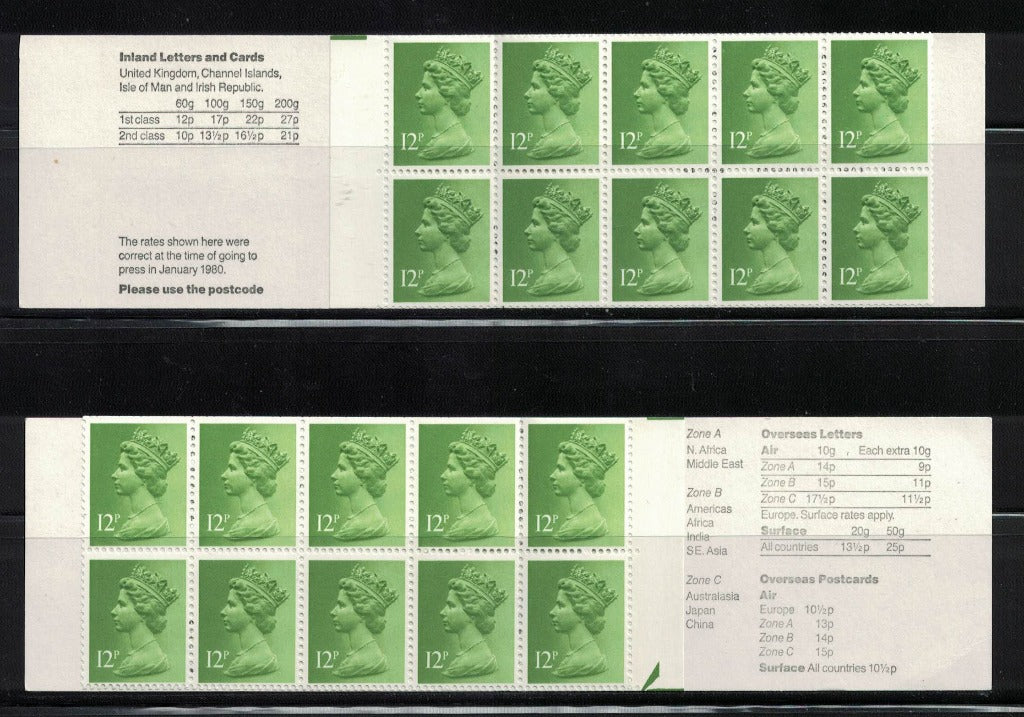 Inland Letters and Cards
United Kingdom, Channel Islands,
Isle of Man and Irish Republic.
60g 100g 150g 200g
1st class 12p 17p 22p 27p
2nd class 10p 13½p 16½p 21p
The rates shown here were
correct at the time of going to
press in January 1980.
Please use the postcode
12P 12P 12P 12P 12P
12P 12P 12P 12P 12P
12P 12P 12P 12P 12P
12P 12P 12P 12P 12P
Zone A
N. Africa
Middle East
Zone B
Americas
Africa
India
S.E. Asia
Zone C
Australasia
Japan
China
Overseas Letters
Air 10g Each extra 10g
Zone A 14p 9p
Zone B 15p 11p
Zone C 17½p 11½p
Europe. Surface rates apply.
Surface 20g 50g
All countries 13½p 25p
Overseas Postcards
Air
Europe 10½p
Zone A 13p
Zone B 14p
Zone C 15p
Surface All countries 10½p